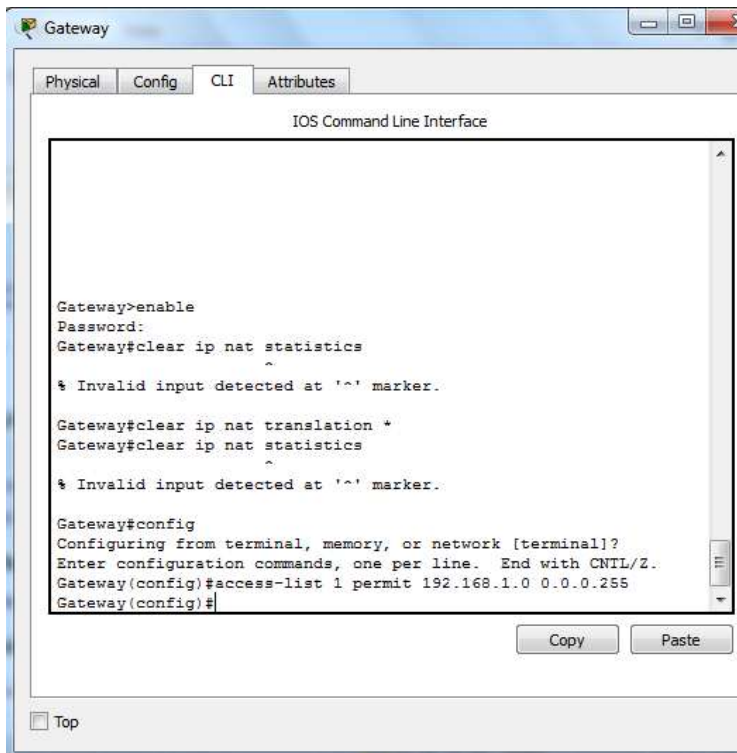 Gateway
Physical Config CLI Attributes
IOS Command Line Interface
Gateway>enable
Password:
Gateway#clear ip nat statistics
^
% Invalid input detected at '^' marker.
Gateway#clear ip nat translation *
Gateway#clear ip nat statistics
^
% Invalid input detected at '^' marker.
Gateway#config
Configuring from terminal, memory, or network [terminal]?
Enter configuration commands, one per line.  End with CNTL/Z.
Gateway(config)#access-list 1 permit 192.168.1.0 0.0.0.255
Gateway(config)#
Copy Paste
Top